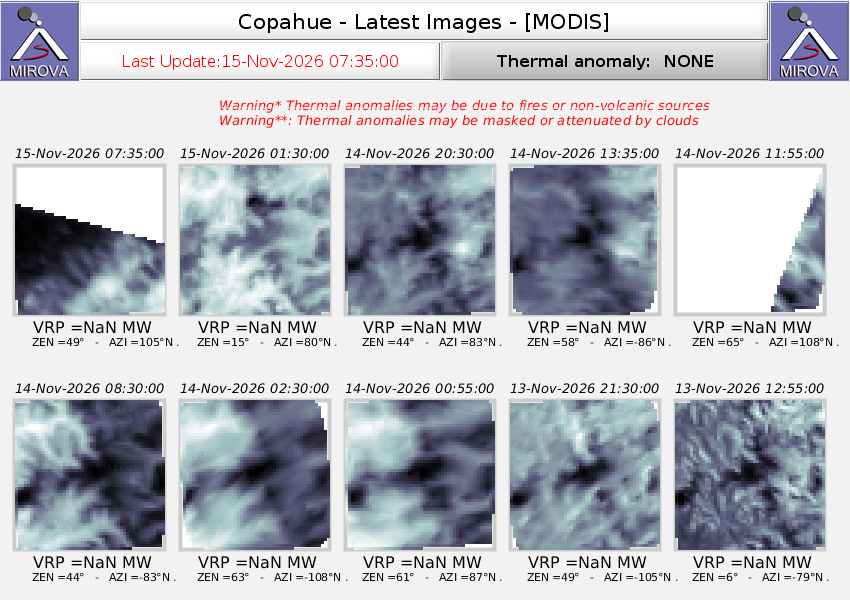 Copahue - Latest Images - [MODIS]
Last Update:15-Nov-2026 07:35:00
Thermal anomaly: NONE
MIROVA
MIROVA
Warning* Thermal anomalies may be due to fires or non-volcanic sources
Warning**: Thermal anomalies may be masked or attenuated by clouds
15-Nov-2026 07:35:00 15-Nov-2026 01:30:00 14-Nov-2026 20:30:00 14-Nov-2026 13:35:00 14-Nov-2026 11:55:00
VRP =NaN MW VRP =NaN MW VRP =NaN MW VRP =NaN MW VRP =NaN MW
ZEN =49° - AZI =105°N . ZEN =15° - AZI =80°N . ZEN =44° - AZI =83°N . ZEN =58° - AZI =-86°N . ZEN =65° - AZI =108°N .
14-Nov-2026 08:30:00 14-Nov-2026 02:30:00 14-Nov-2026 00:55:00 13-Nov-2026 21:30:00 13-Nov-2026 12:55:00
VRP =NaN MW VRP =NaN MW VRP =NaN MW VRP =NaN MW VRP =NaN MW
ZEN =44° - AZI =-83°N . ZEN =63° - AZI =-108°N . ZEN =61° - AZI =87°N . ZEN =49° - AZI =-105°N . ZEN =6° - AZI =-79°N .